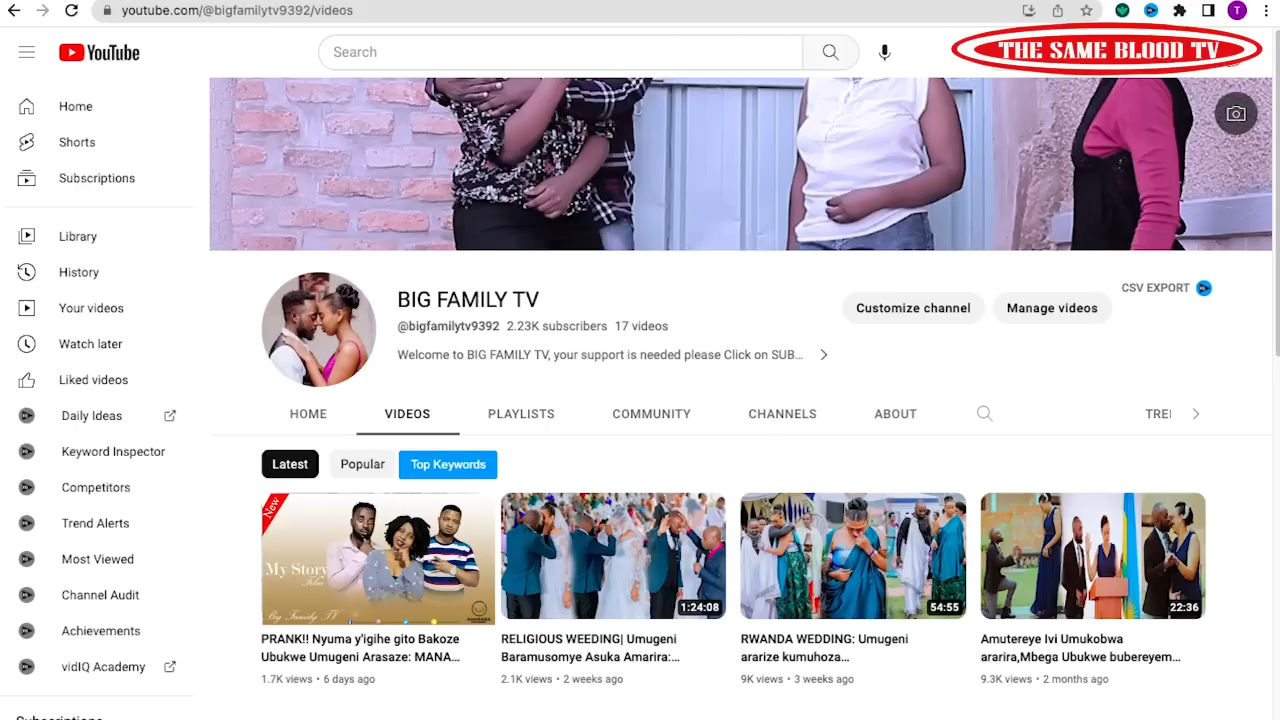 youtube.com/@bigfamilytv9392/videos
T
YouTube
Search
THE SAME BLOOD TV
Home
Shorts
Subscriptions
Library
History
Your videos
Watch later
Liked videos
Daily Ideas
Keyword Inspector
Competitors
Trend Alerts
Most Viewed
Channel Audit
Achievements
vidIQ Academy
Subscriptions
BIG FAMILY TV
@bigfamilytv9392 2.23K subscribers 17 videos
Welcome to BIG FAMILY TV, your support is needed please Click on SUB...
Customize channel
Manage videos
CSV EXPORT
HOME
VIDEOS
PLAYLISTS
COMMUNITY
CHANNELS
ABOUT
TREI
Latest
Popular
Top Keywords
New
My Story
Big Family TV
PRANK!! Nyuma y'igihe gito Bakoze
Ubukwe Umugeni Arasaze: MANA...
1.7K views • 6 days ago
1:24:08
RELIGIOUS WEEDING| Umugeni
Baramusomye Asuka Amarira:...
2.1K views • 2 weeks ago
54:55
RWANDA WEDDING: Umugeni
ararize kumuhoza...
9K views • 3 weeks ago
22:36
Amutereye Ivi Umukobwa
ararira,Mbega Ubukwe bubereyem...
9.3K views • 2 months ago